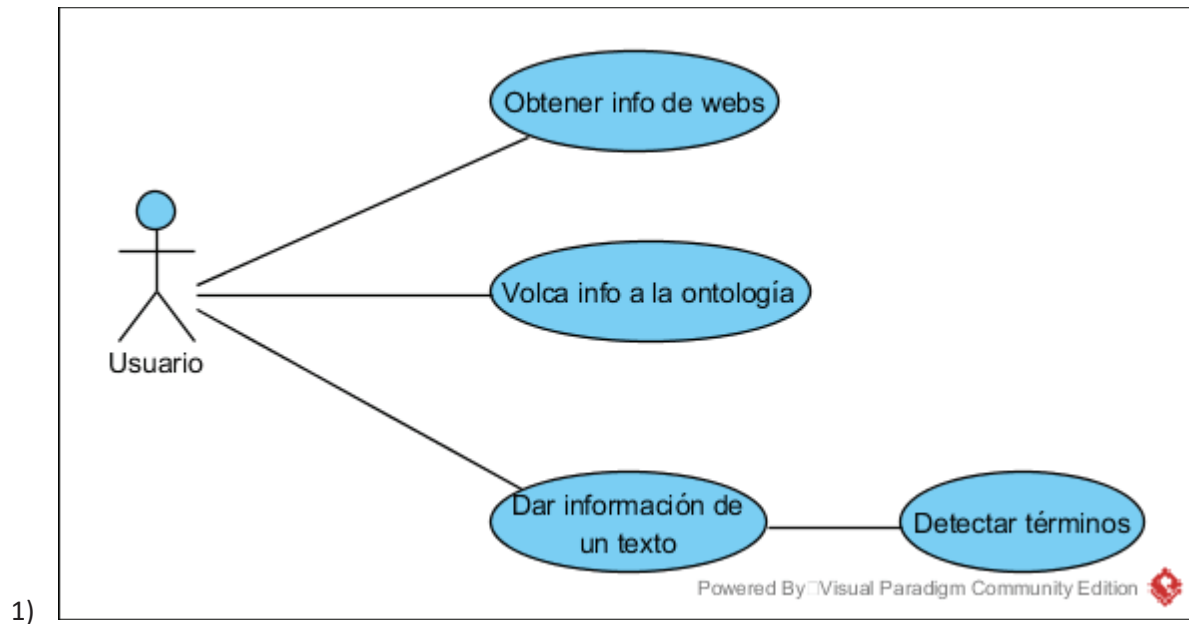 Obtener info de webs
Volca info a la ontología
Usuario
Dar información de
un texto
Detectar términos
Powered By Visual Paradigm Community Edition
1)